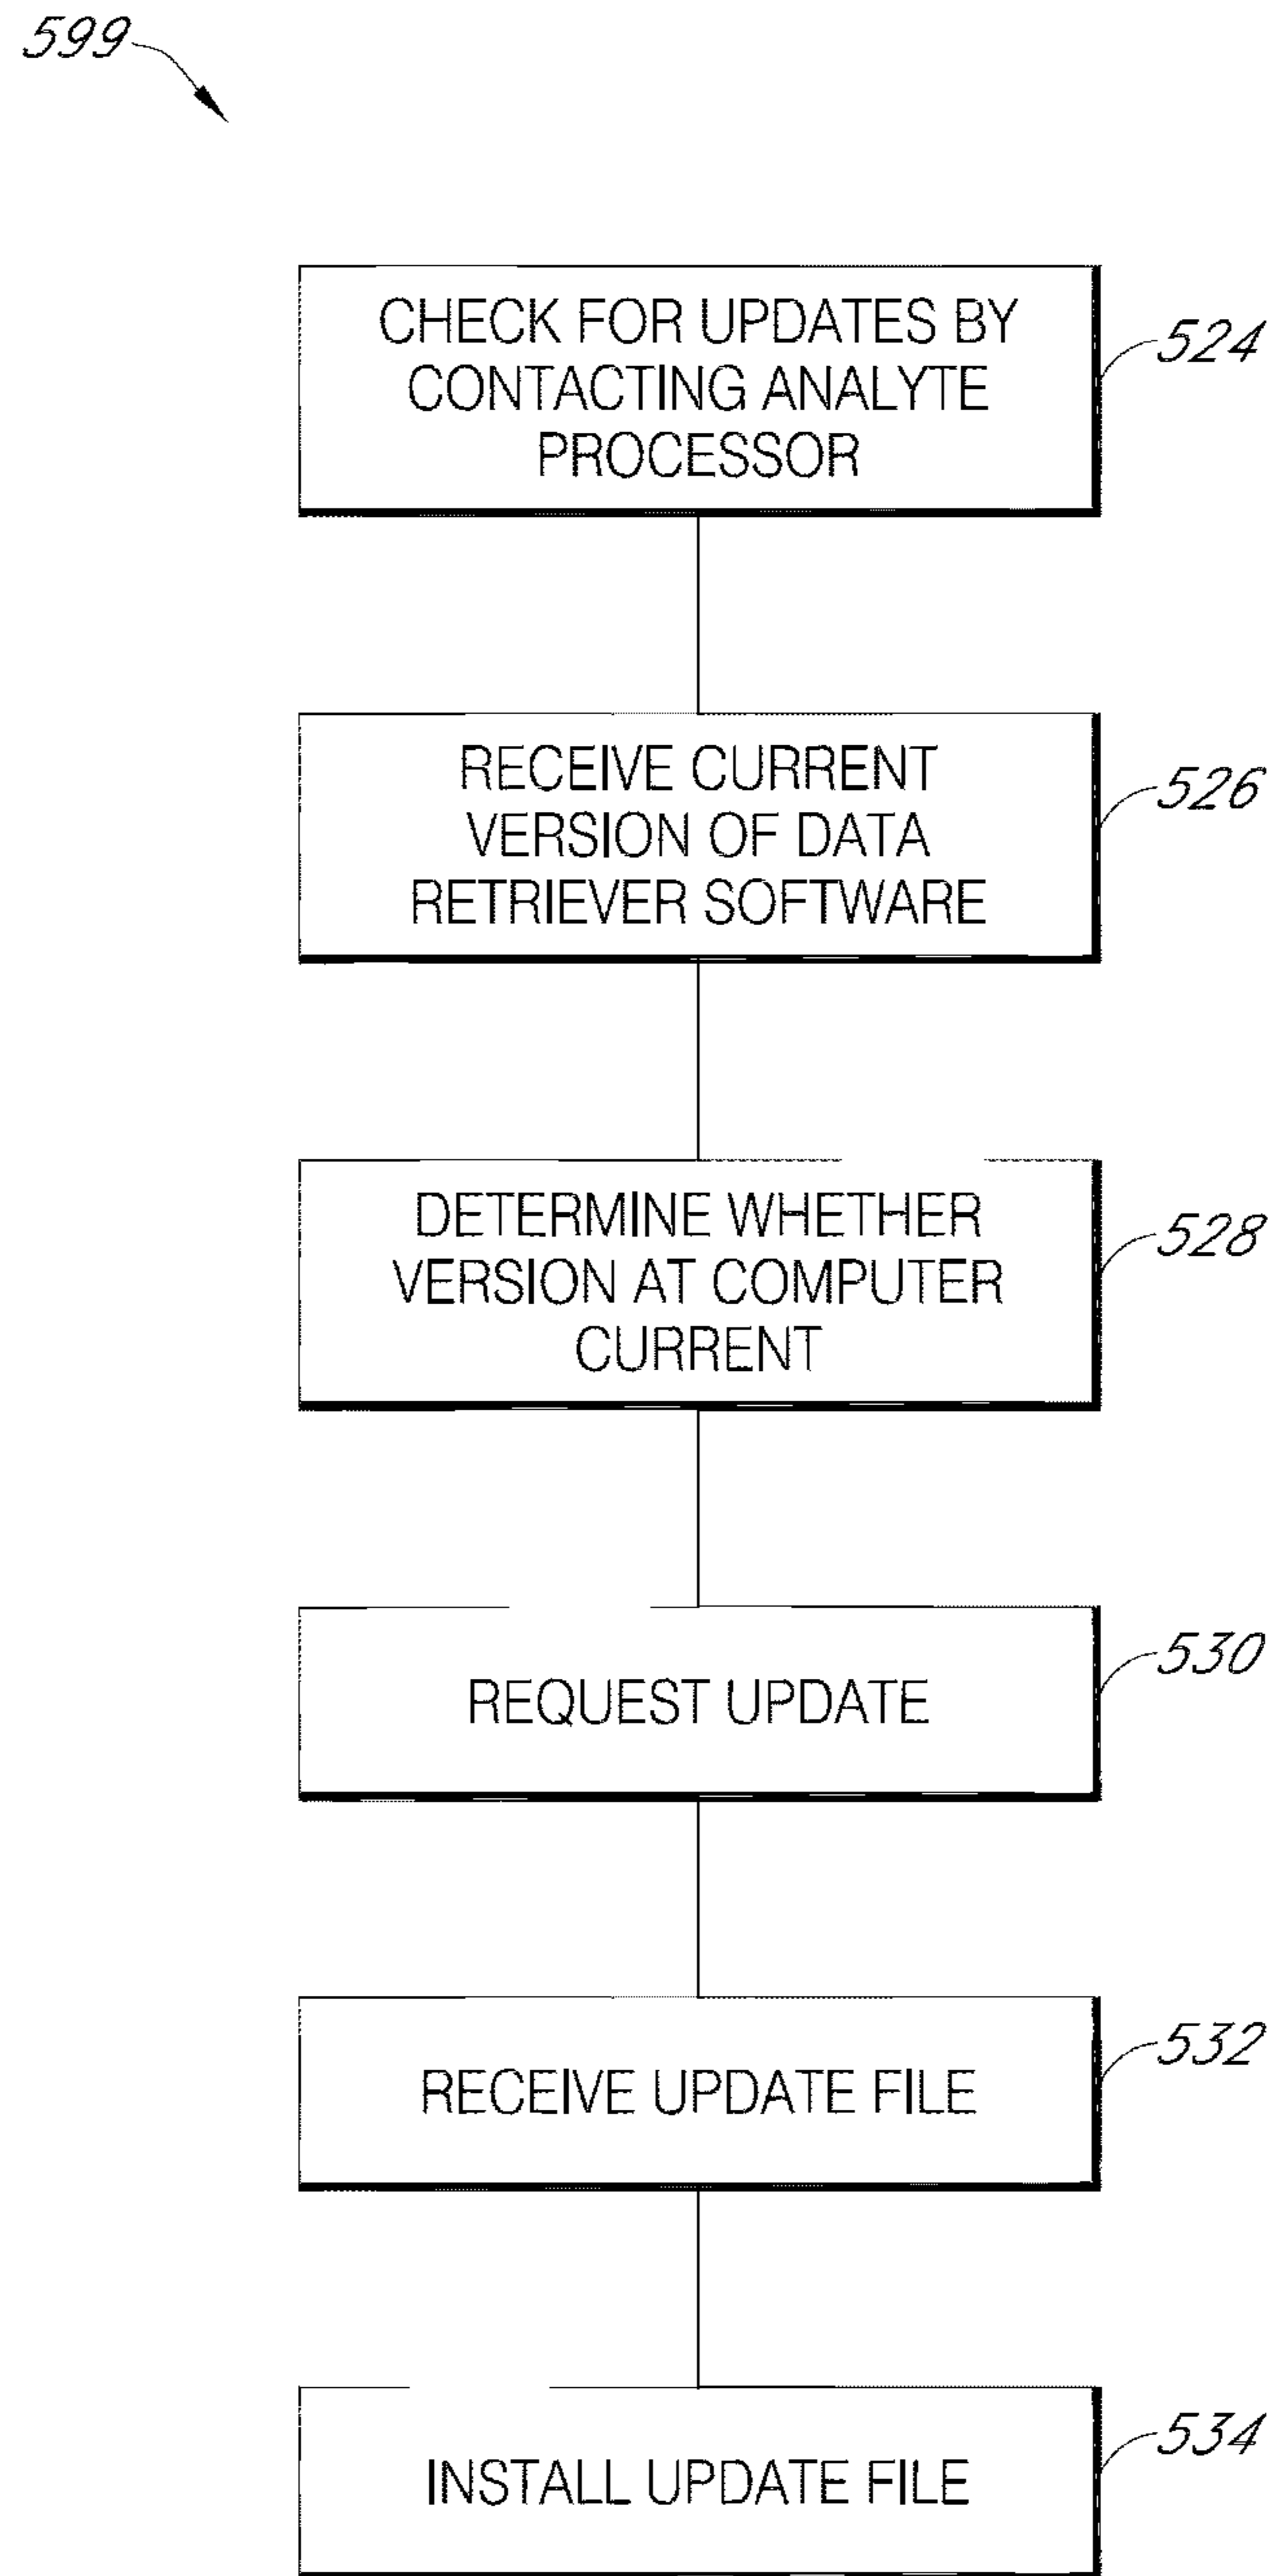 599
CHECK FOR UPDATES BY
CONTACTING ANALYTE
PROCESSOR
524
RECEIVE CURRENT
VERSION OF DATA
RETRIEVER SOFTWARE
526
DETERMINE WHETHER
VERSION AT COMPUTER
CURRENT
528
REQUEST UPDATE
530
RECEIVE UPDATE FILE
532
INSTALL UPDATE FILE
534